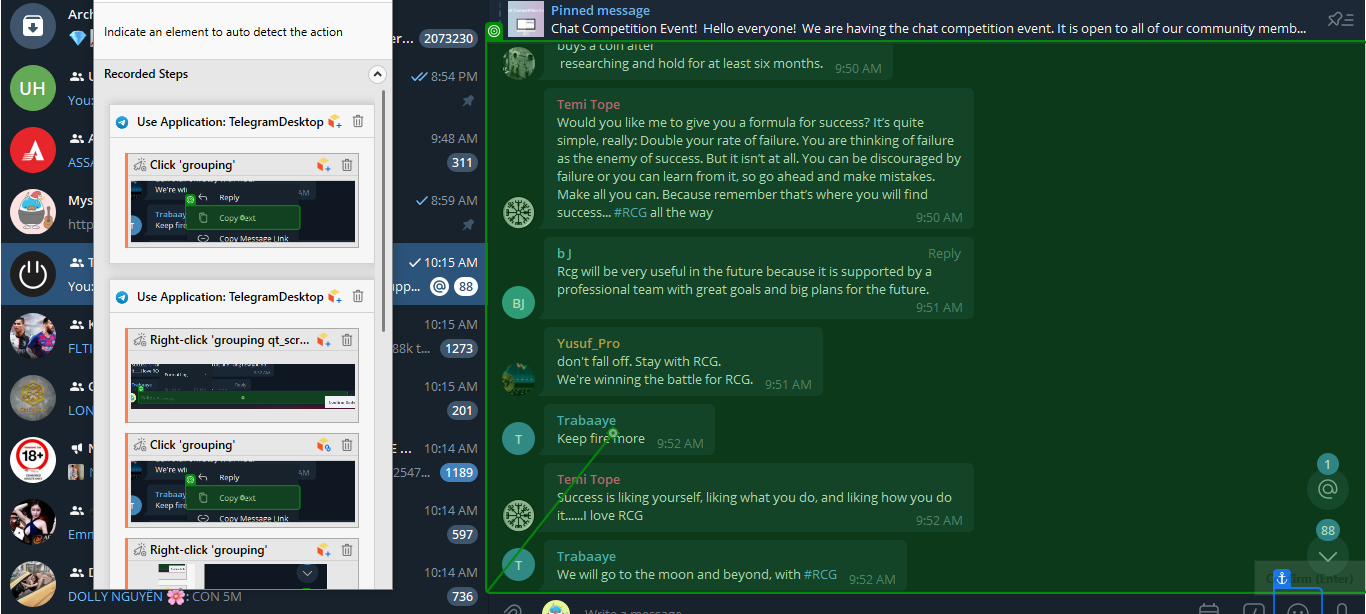 Arch
er...
2073230
Indicate an element to auto detect the action
Recorded Steps
Use Application: TelegramDesktop
Click 'grouping'
We're wi
AM
Reply
Trabaaye
Keep fire
Copy Text
Copy Message Link
Use Application: TelegramDesktop
Right-click 'grouping qt_scr...
Reply
Click 'grouping'
We're wi
AM
Reply
Trabaay
Keep fire
Copy Text
Copy Message Link
Right-click 'grouping'
UH
You:
8:54 PM
A
ASSA
9:48 AM
311
Mys
http
8:59 AM
T
You:
10:15 AM
pp...
@
88
K
FLTI
10:15 AM
88k t...
1273
LON
10:15 AM
201
18+
N
E ...
10:14 AM
2547...
1189
Emm
10:14 AM
597
D
10:14 AM
DOLLY NGUYEN 🌸: CON 5M
736
Pinned message
Chat Competition Event! Hello everyone! We are having the chat competition event. It is open to all of our community memb...
buys a coin after
researching and hold for at least six months.
9:50 AM
Temi Tope
Would you like me to give you a formula for success? It's quite
simple, really: Double your rate of failure. You are thinking of failure
as the enemy of success. But it isn't at all. You can be discouraged by
failure or you can learn from it, so go ahead and make mistakes.
Make all you can. Because remember that's where you will find
success... #RCG all the way
9:50 AM
b J
Reply
Rcg will be very useful in the future because it is supported by a
professional team with great goals and big plans for the future.
BJ
9:51 AM
Yusuf_Pro
don't fall off. Stay with RCG.
We're winning the battle for RCG.
9:51 AM
Trabaaye
T
Keep fire more
9:52 AM
Temi Tope
Success is liking yourself, liking what you do, and liking how you do
it......I love RCG
9:52 AM
Trabaaye
T
We will go to the moon and beyond, with #RCG
9:52 AM
1
@
88
Confirm (Enter)
Write a message...